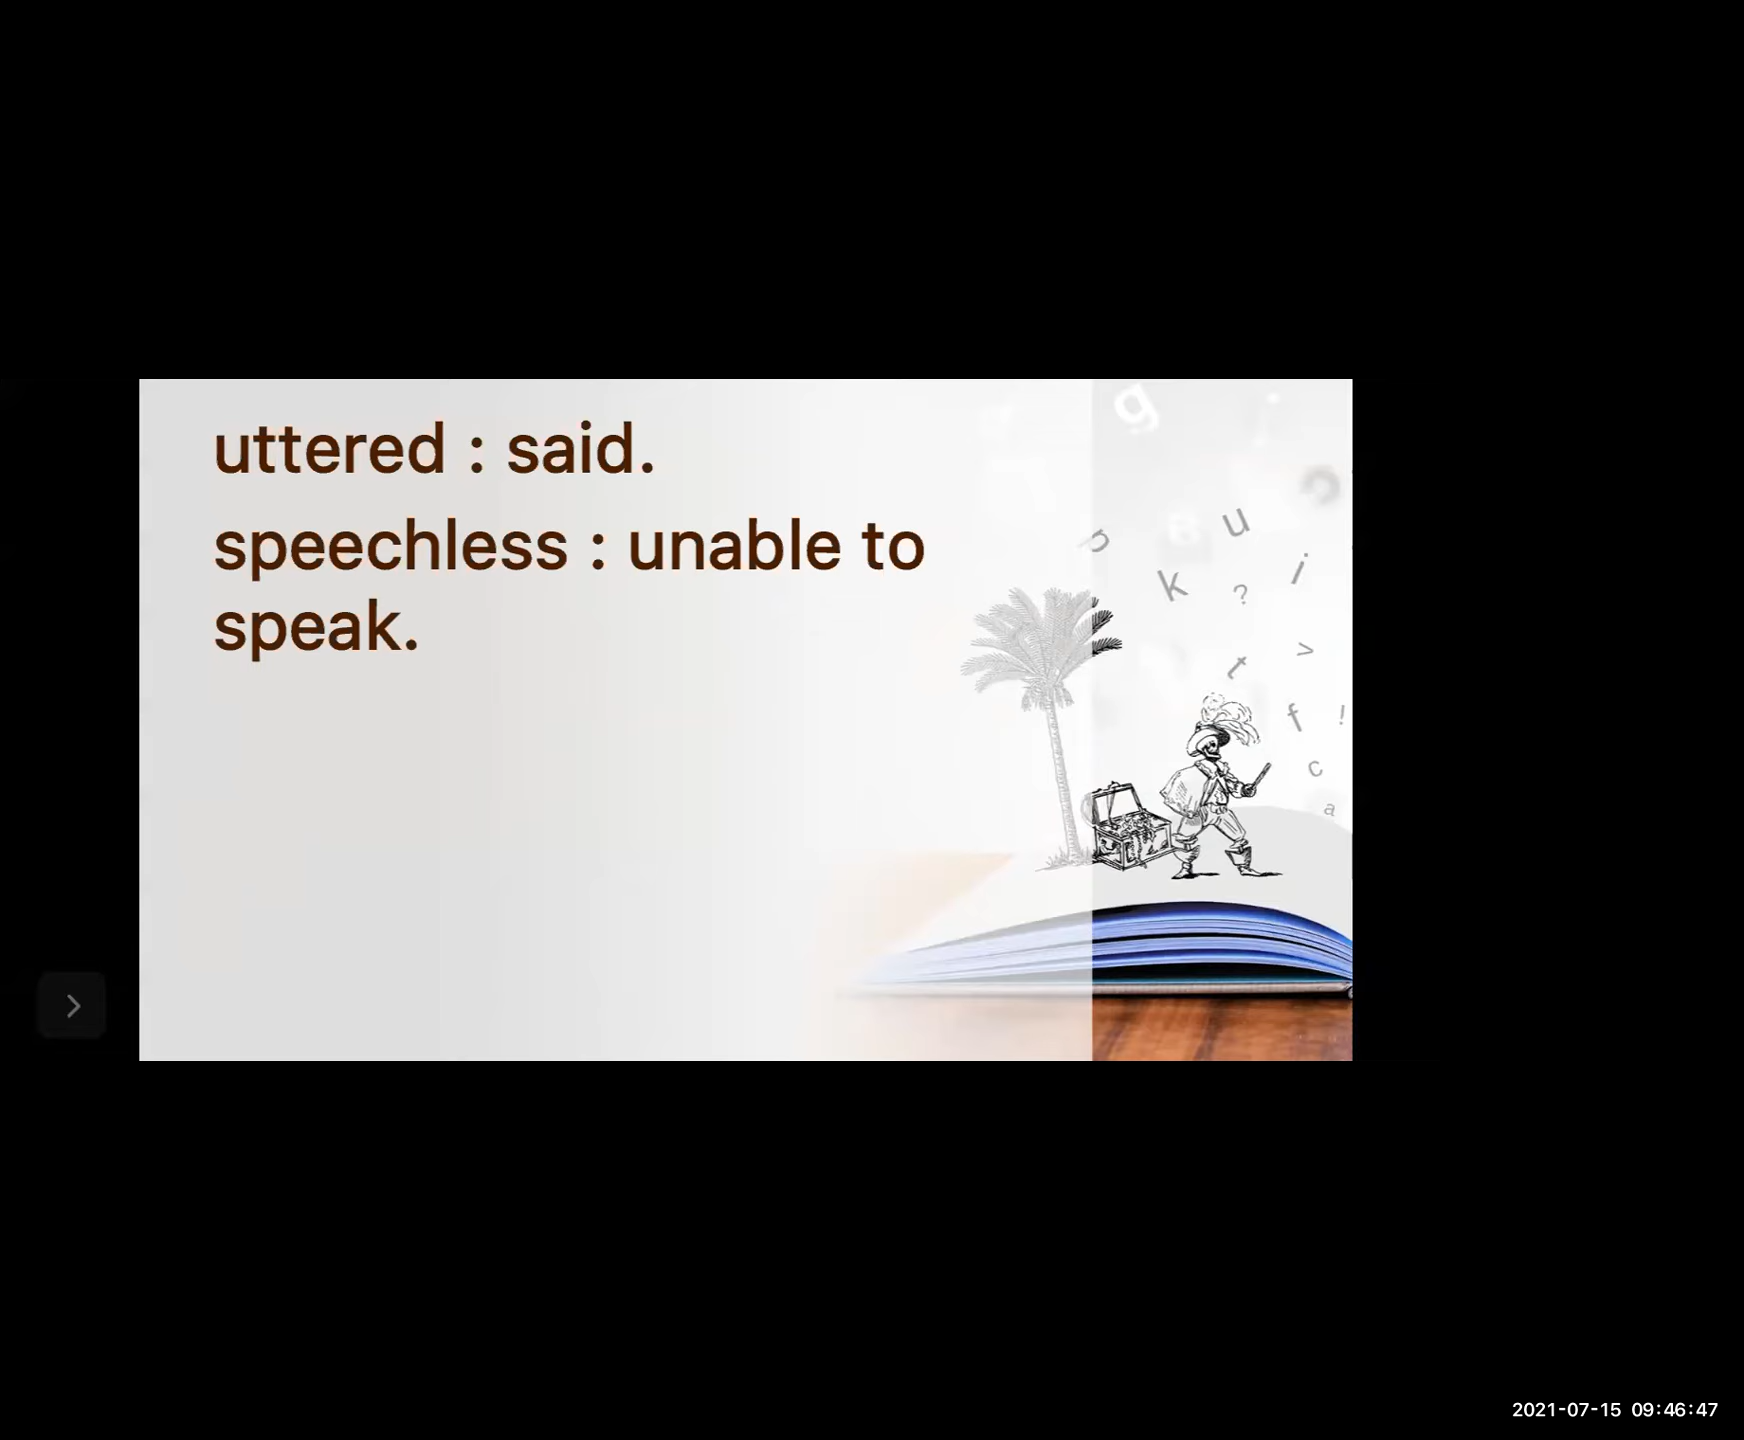 uttered : said.
speechless : unable to
speak.
g
u
k
?
i
t
>
f
!
c
a
2021-07-15 09:46:47